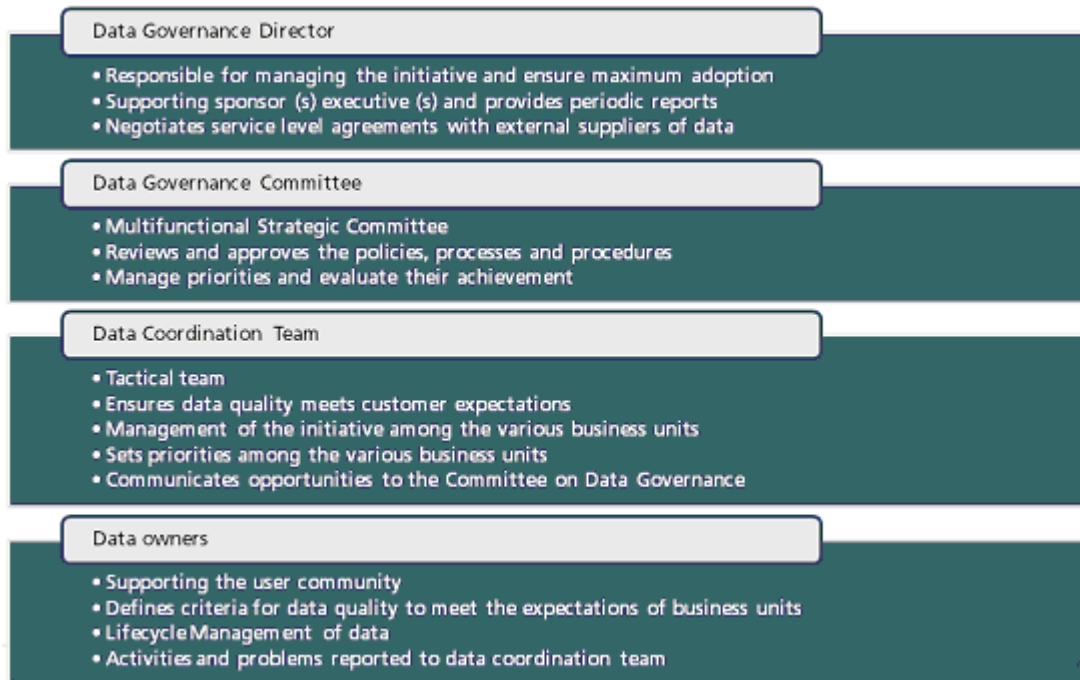 Data Governance Director
• Responsible for managing the initiative and ensure maximum adoption
• Supporting sponsor (s) executive (s) and provides periodic reports
• Negotiates service level agreements with external suppliers of data
Data Governance Committee
• Multifunctional Strategic Committee
• Reviews and approves the policies, processes and procedures
• Manage priorities and evaluate their achievement
Data Coordination Team
• Tactical team
• Ensures data quality meets customer expectations
• Management of the initiative among the various business units
• Sets priorities among the various business units
• Communicates opportunities to the Committee on Data Governance
Data owners
• Supporting the user community
• Defines criteria for data quality to meet the expectations of business units
• Lifecycle Management of data
• Activities and problems reported to data coordination team